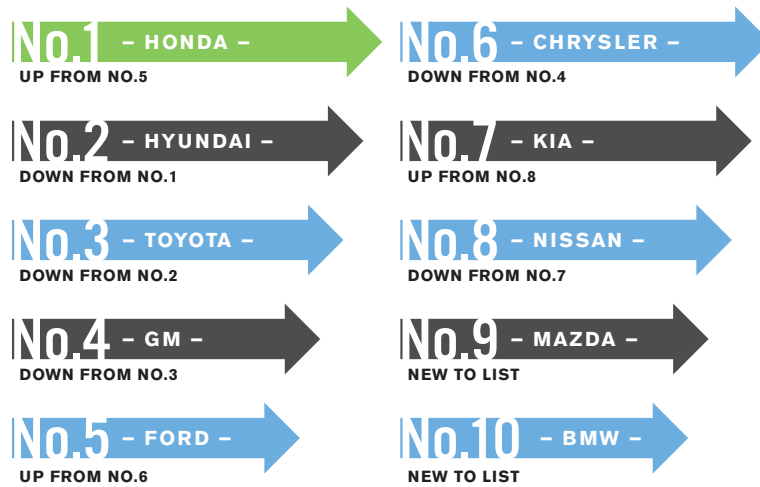 No.1 – HONDA –
UP FROM NO.5
No.2 – HYUNDAI –
DOWN FROM NO.1
No.3 – TOYOTA –
DOWN FROM NO.2
No.4 – GM –
DOWN FROM NO.3
No.5 – FORD –
UP FROM NO.6
No.6 – CHRYSLER –
DOWN FROM NO.4
No.7 – KIA –
UP FROM NO.8
No.8 – NISSAN –
DOWN FROM NO.7
No.9 – MAZDA –
NEW TO LIST
No.10 – BMW –
NEW TO LIST